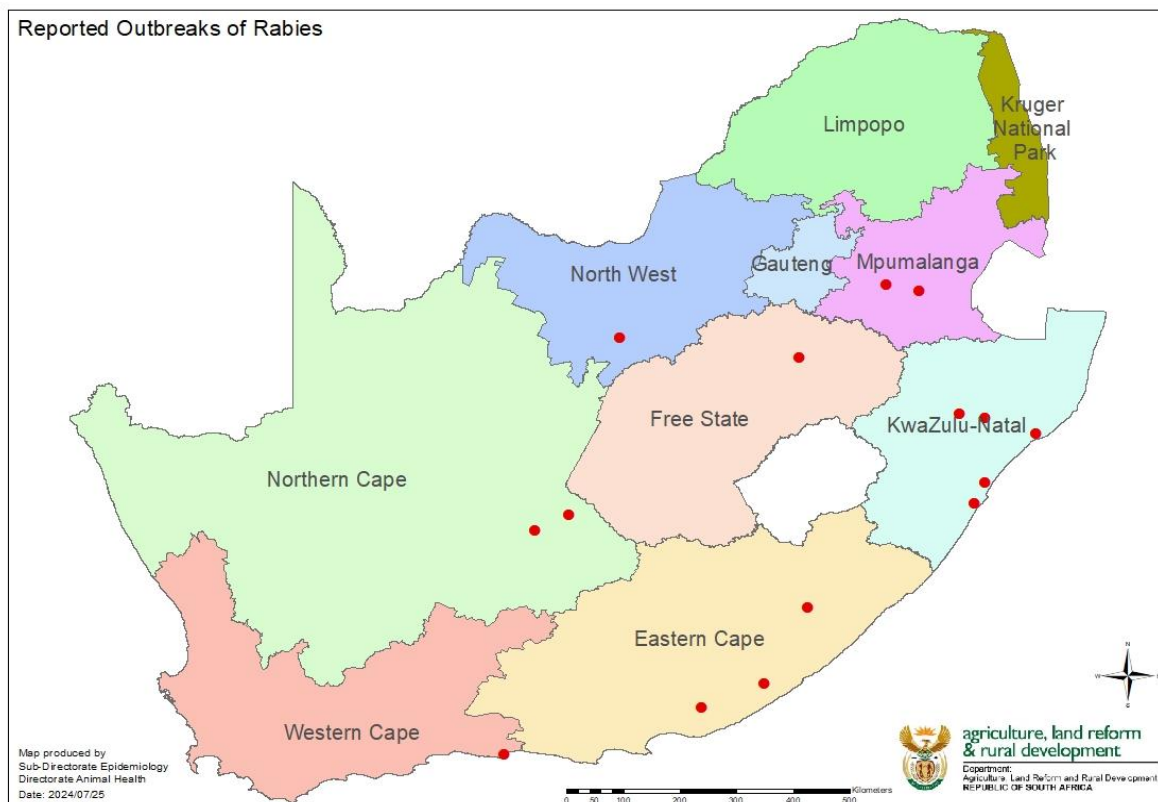 Reported Outbreaks of Rabies
Limpopo
Kruger
National
Park
North West
Gauteng
Mpumalanga
Free State
KwaZulu-Natal
Northern Cape
Eastern Cape
Western Cape
N
W
S
Map produced by
Sub-Directorate Epidemiology
Directorate Animal Health
Date: 2024/07/25
0 50 100 200 300 400 500 Kilometers
agriculture, land reform
& rural development
Department:
Agriculture, Land Reform and Rural Development
REPUBLIC OF SOUTH AFRICA